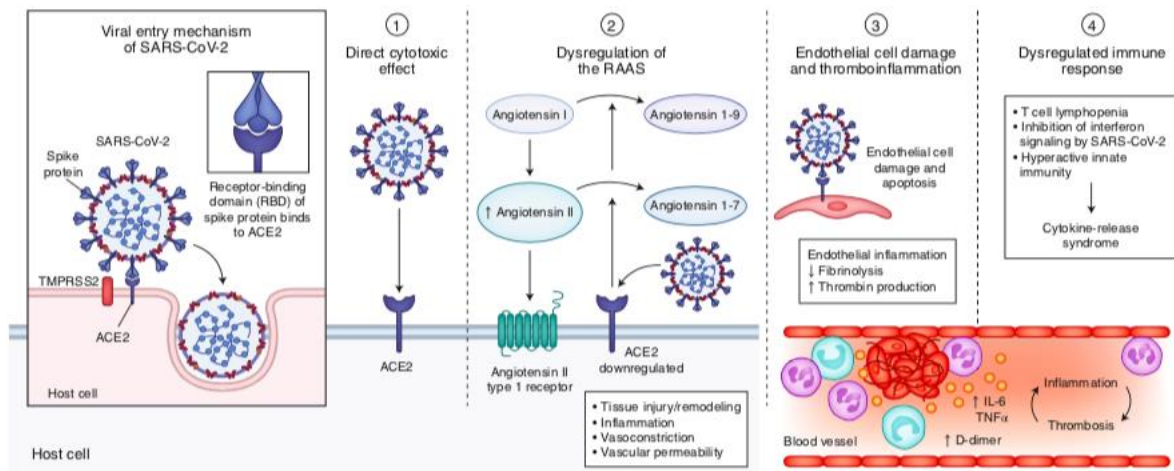 Viral entry mechanism
of SARS-CoV-2
SARS-CoV-2
Spike
protein
Receptor-binding
domain (RBD) of
spike protein binds
to ACE2
TMPRSS2
ACE2
Host cell
Host cell
1
Direct cytotoxic
effect
ACE2
2
Dysregulation of
the RAAS
Angiotensin I
Angiotensin 1-9
↑ Angiotensin II
Angiotensin 1-7
Angiotensin II
type 1 receptor
ACE2
downregulated
• Tissue injury/remodeling
• Inflammation
• Vasoconstriction
• Vascular permeability
3
Endothelial cell damage
and thromboinflammation
Endothelial cell
damage and
apoptosis
Endothelial inflammation
↓ Fibrinolysis
↑ Thrombin production
4
Dysregulated immune
response
• T cell lymphopenia
• Inhibition of interferon
signaling by SARS-CoV-2
• Hyperactive innate
immunity
Cytokine-release
syndrome
↑ IL-6
TNFα
↑ D-dimer
Inflammation
Thrombosis
Blood vessel